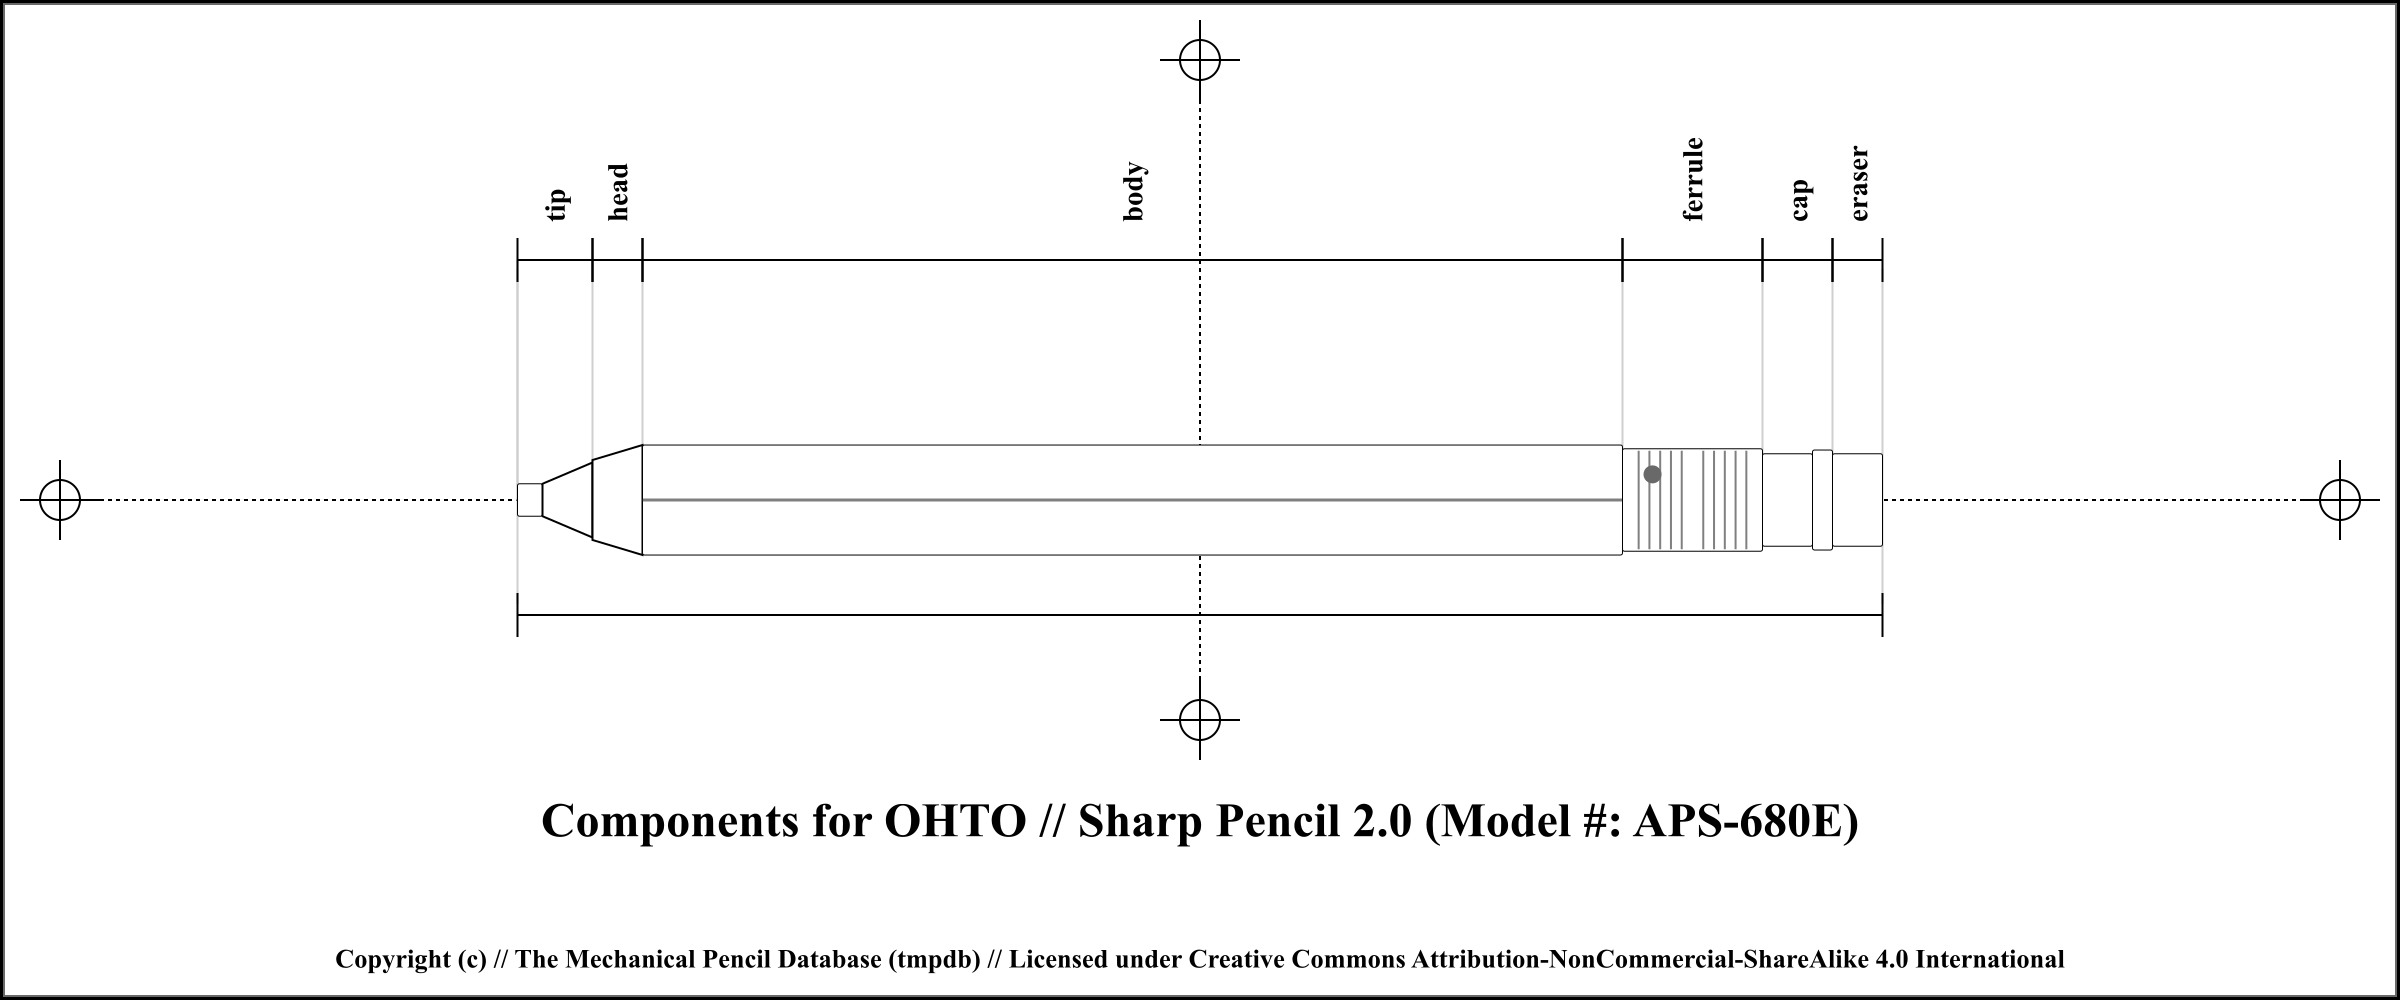 tip
head
body
ferrule
cap
eraser
Components for OHTO // Sharp Pencil 2.0 (Model #: APS-680E)
Copyright (c) // The Mechanical Pencil Database (tmpdb) // Licensed under Creative Commons Attribution-NonCommercial-ShareAlike 4.0 International